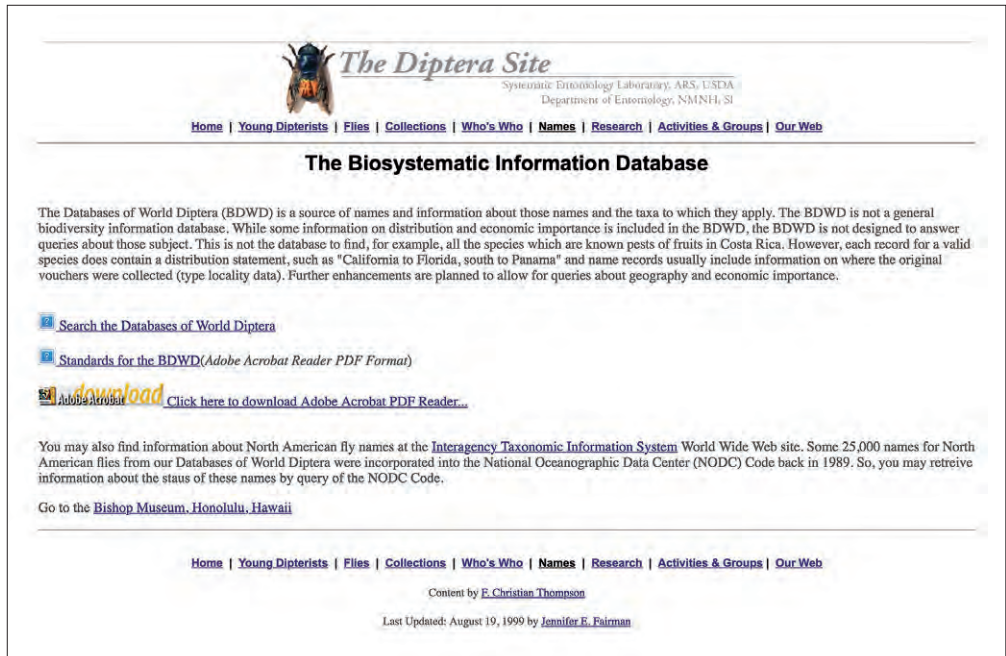 The Diptera Site
Systematic Entomology Laboratory, ARS, USDA
Department of Entomology, NMNH, SI
Home | Young Dipterists | Flies | Collections | Who's Who | Names | Research | Activities & Groups | Our Web
The Biosystematic Information Database
The Databases of World Diptera (BDWD) is a source of names and information about those names and the taxa to which they apply. The BDWD is not a general
biodiversity information database. While some information on distribution and economic importance is included in the BDWD, the BDWD is not designed to answer
queries about those subject. This is not the database to find, for example, all the species which are known pests of fruits in Costa Rica. However, each record for a valid
species does contain a distribution statement, such as "California to Florida, south to Panama" and name records usually include information on where the original
vouchers were collected (type locality data). Further enhancements are planned to allow for queries about geography and economic importance.
? Search the Databases of World Diptera
? Standards for the BDWD(Adobe Acrobat Reader PDF Format)
download Adobe Acrobat Click here to download Adobe Acrobat PDF Reader...
You may also find information about North American fly names at the Interagency Taxonomic Information System World Wide Web site. Some 25,000 names for North
American flies from our Databases of World Diptera were incorporated into the National Oceanographic Data Center (NODC) Code back in 1989. So, you may retreive
information about the staus of these names by query of the NODC Code.
Go to the Bishop Museum, Honolulu, Hawaii
Home | Young Dipterists | Flies | Collections | Who's Who | Names | Research | Activities & Groups | Our Web
Content by F. Christian Thompson
Last Updated: August 19, 1999 by Jennifer E. Fairman